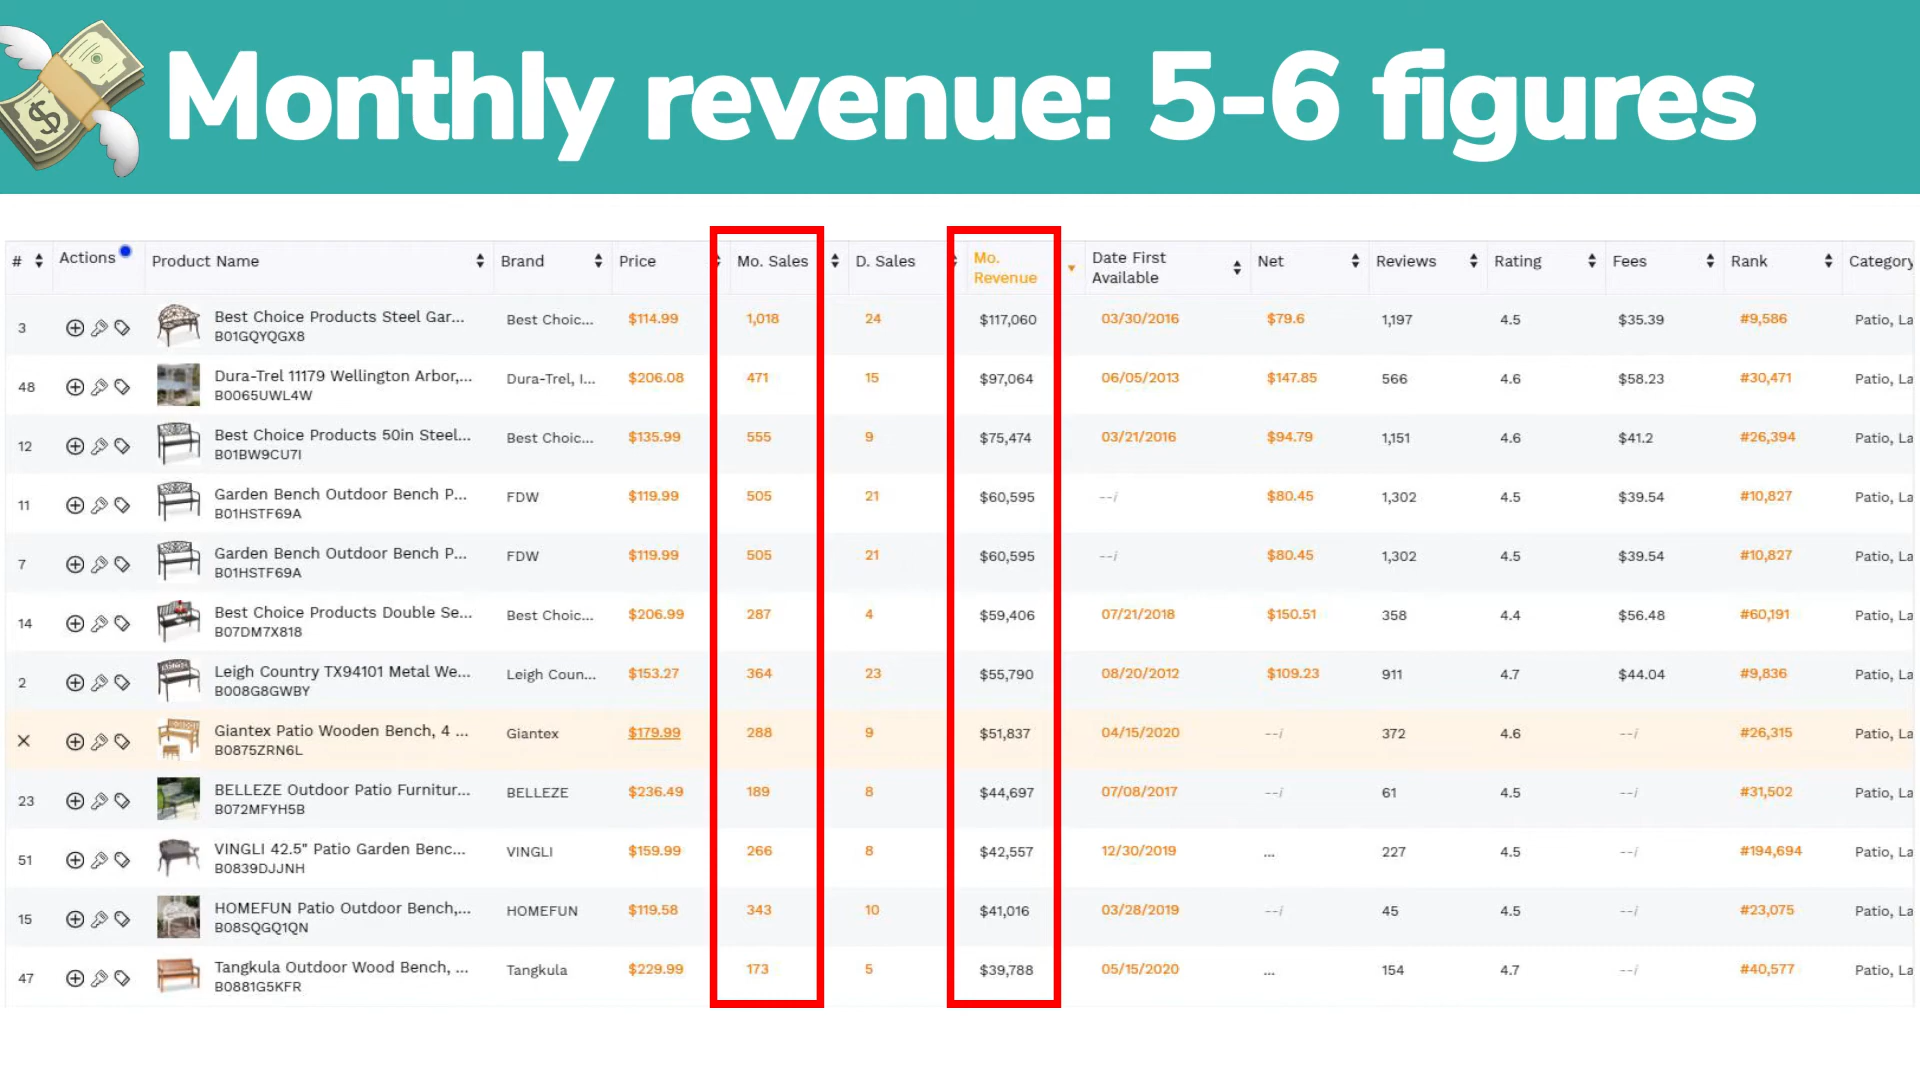 Monthly revenue: 5-6 figures
# Actions Product Name Brand Price Mo. Sales D. Sales Mo. Revenue Date First Available Net Reviews Rating Fees Rank Category
3 Best Choice Products Steel Gar... Best Choic... $114.99 1,018 24 $117,060 03/30/2016 $79.6 1,197 4.5 $35.39 #9,586 Patio, La
B01GQYQGX8
48 Dura-Trel 11179 Wellington Arbor,... Dura-Trel, I... $206.08 471 15 $97,064 06/05/2013 $147.85 566 4.6 $58.23 #30,471 Patio, La
B0065UWL4W
12 Best Choice Products 50in Steel... Best Choic... $135.99 555 9 $75,474 03/21/2016 $94.79 1,151 4.6 $41.2 #26,394 Patio, La
B01BW9CU7I
11 Garden Bench Outdoor Bench P... FDW $119.99 505 21 $60,595 --i $80.45 1,302 4.5 $39.54 #10,827 Patio, La
B01HSTF69A
7 Garden Bench Outdoor Bench P... FDW $119.99 505 21 $60,595 --i $80.45 1,302 4.5 $39.54 #10,827 Patio, La
B01HSTF69A
14 Best Choice Products Double Se... Best Choic... $206.99 287 4 $59,406 07/21/2018 $150.51 358 4.4 $56.48 #60,191 Patio, La
B07DM7X818
2 Leigh Country TX94101 Metal We... Leigh Coun... $153.27 364 23 $55,790 08/20/2012 $109.23 911 4.7 $44.04 #9,836 Patio, La
B008G8GWBY
Giantex Patio Wooden Bench, 4 ... Giantex $179.99 288 9 $51,837 04/15/2020 --i 372 4.6 --i #26,315 Patio, La
B0875ZRN6L
23 BELLEZE Outdoor Patio Furnitur... BELLEZE $236.49 189 8 $44,697 07/08/2017 --i 61 4.5 --i #31,502 Patio, La
B072MFYH5B
51 VINGLI 42.5" Patio Garden Benc... VINGLI $159.99 266 8 $42,557 12/30/2019 ... 227 4.5 --i #194,694 Patio, La
B0839DJJNH
15 HOMEFUN Patio Outdoor Bench,... HOMEFUN $119.58 343 10 $41,016 03/28/2019 --i 45 4.5 --i #23,075 Patio, La
B08SQGQ1QN
47 Tangkula Outdoor Wood Bench, ... Tangkula $229.99 173 5 $39,788 05/15/2020 ... 154 4.7 --i #40,577 Patio, La
B0881G5KFR